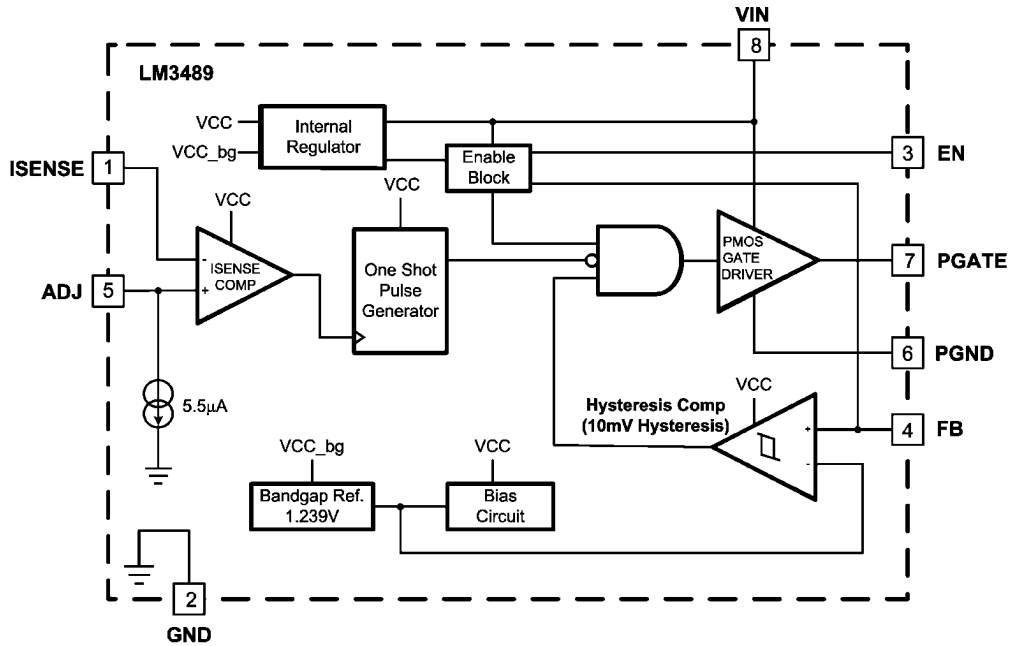 VIN
8
LM3489
VCC
VCC_bg
Internal
Regulator
Enable
Block
3
EN
ISENSE
1
VCC
VCC
-
+
ISENSE
COMP
One Shot
Pulse
Generator
PMOS
GATE
DRIVER
7
PGATE
ADJ
5
6
PGND
5.5µA
VCC
Hysteresis Comp
(10mV Hysteresis)
+
-
4
FB
VCC_bg
VCC
Bandgap Ref.
1.239V
Bias
Circuit
2
GND